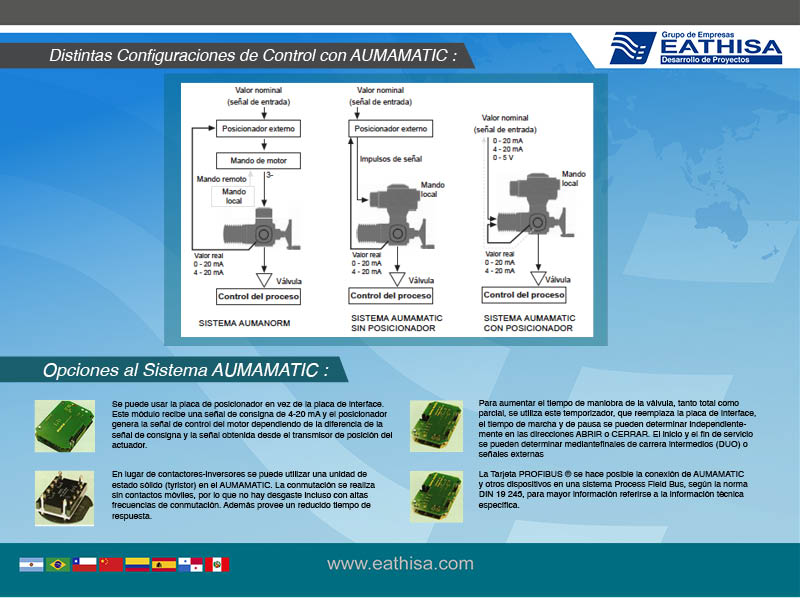 Distintas Configuraciones de Control con AUMAMATIC :
Grupo de Empresas
EATHISA
Desarrollo de Proyectos
Valor nominal
(señal de entrada)
Posicionador externo
Mando de motor
Mando remoto
3-
Mando
local
Valor real
0 - 20 mA
4 - 20 mA
Válvula
Control del proceso
SISTEMA AUMANORM
Valor nominal
(señal de entrada)
Posicionador externo
Impulsos de señal
Mando
local
Valor real
0 - 20 mA
4 - 20 mA
Válvula
Control del proceso
SISTEMA AUMAMATIC
SIN POSICIONADOR
Valor nominal
(señal de entrada)
0 - 20 mA
4 - 20 mA
0 - 5 V
Mando
local
Valor real
0 - 20 mA
4 - 20 mA
Válvula
Control del proceso
SISTEMA AUMAMATIC
CON POSICIONADOR
Opciones al Sistema AUMAMATIC :
Se puede usar la placa de posicionador en vez de la placa de interface.
Este módulo recibe una señal de consigna de 4-20 mA y el posicionador
genera la señal de control del motor dependiendo de la diferencia de la
señal de consigna y la señal obtenida desde el transmisor de posición del
actuador.
En lugar de contactores-inversores se puede utilizar una unidad de
estado sólido (tyristor) en el AUMAMATIC. La conmutación se realiza
sin contactos móviles, por lo que no hay desgaste incluso con altas
frecuencias de conmutación. Además provee un reducido tiempo de
respuesta.
Para aumentar el tiempo de maniobra de la válvula, tanto total como
parcial, se utiliza este temporizador, que reemplaza la placa de interface,
el tiempo de marcha y de pausa se pueden determinar independiente-
mente en las direcciones ABRIR o CERRAR. El inicio y el fin de servicio
se pueden determinar mediantefinales de carrera intermedios (DUO) o
señales externas
La Tarjeta PROFIBUS ® se hace posible la conexión de AUMAMATIC
y otros dispositivos en una sistema Process Field Bus, según la norma
DIN 19 245, para mayor información referirse a la información técnica
específica.
www.eathisa.com